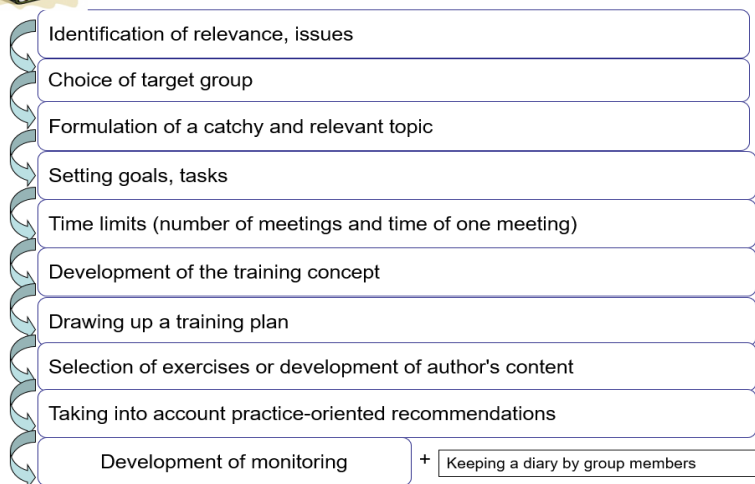 Identification of relevance, issues
Choice of target group
Formulation of a catchy and relevant topic
Setting goals, tasks
Time limits (number of meetings and time of one meeting)
Development of the training concept
Drawing up a training plan
Selection of exercises or development of author's content
Taking into account practice-oriented recommendations
Development of monitoring + Keeping a diary by group members